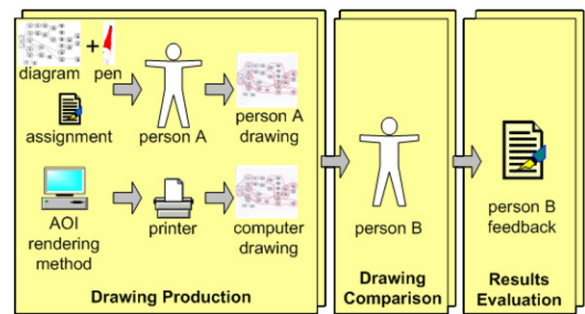 +
diagram pen
assignment
person A
person A
drawing
AOI
rendering
method
printer
computer
drawing
Drawing Production
person B
Drawing
Comparison
person B
feedback
Results
Evaluation